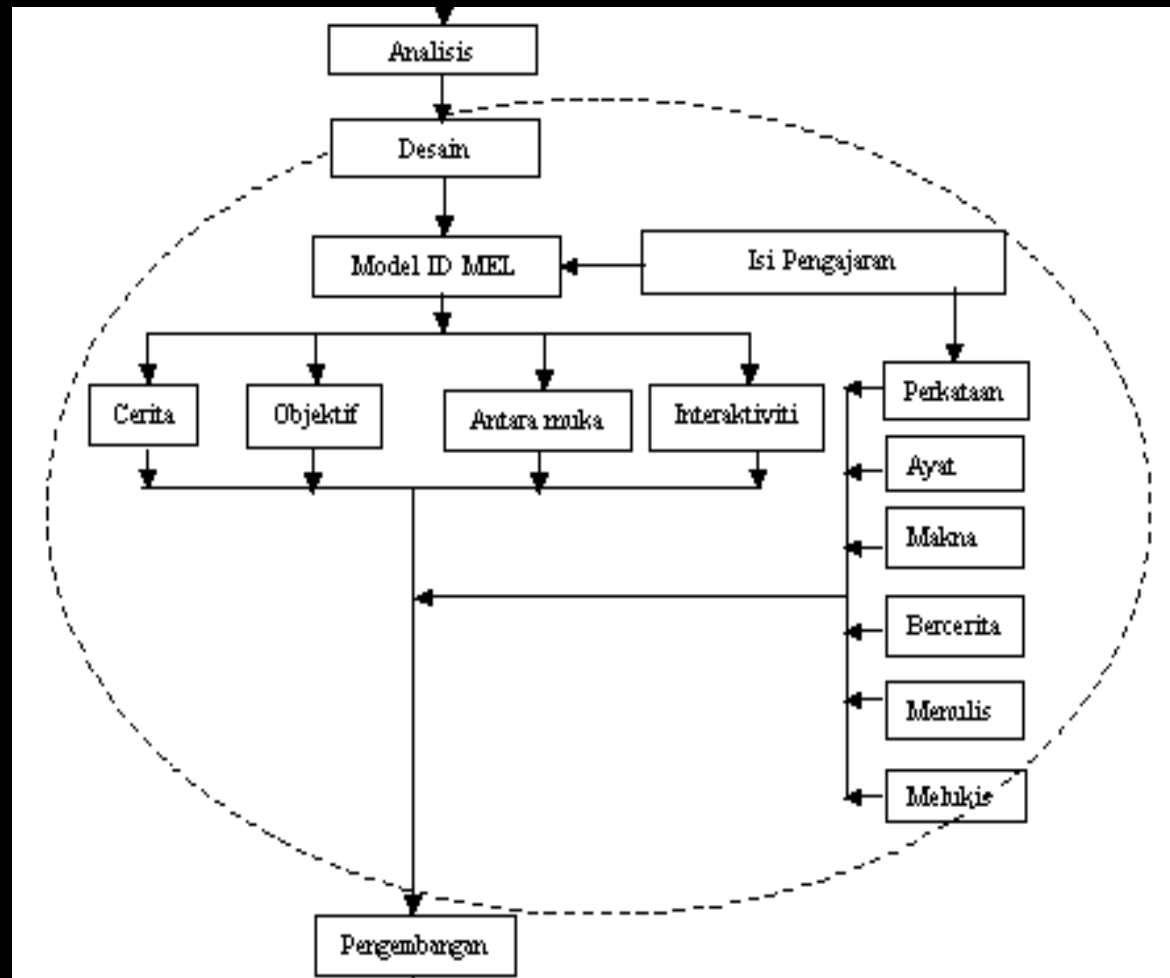 Analisis
Desain
Model ID MEL
Isi Pengajaran
Cerita
Objektif
Antara muka
Interaktiviti
Perkataan
Ayat
Makna
Bercerita
Menulis
Melukis
Pengembangan